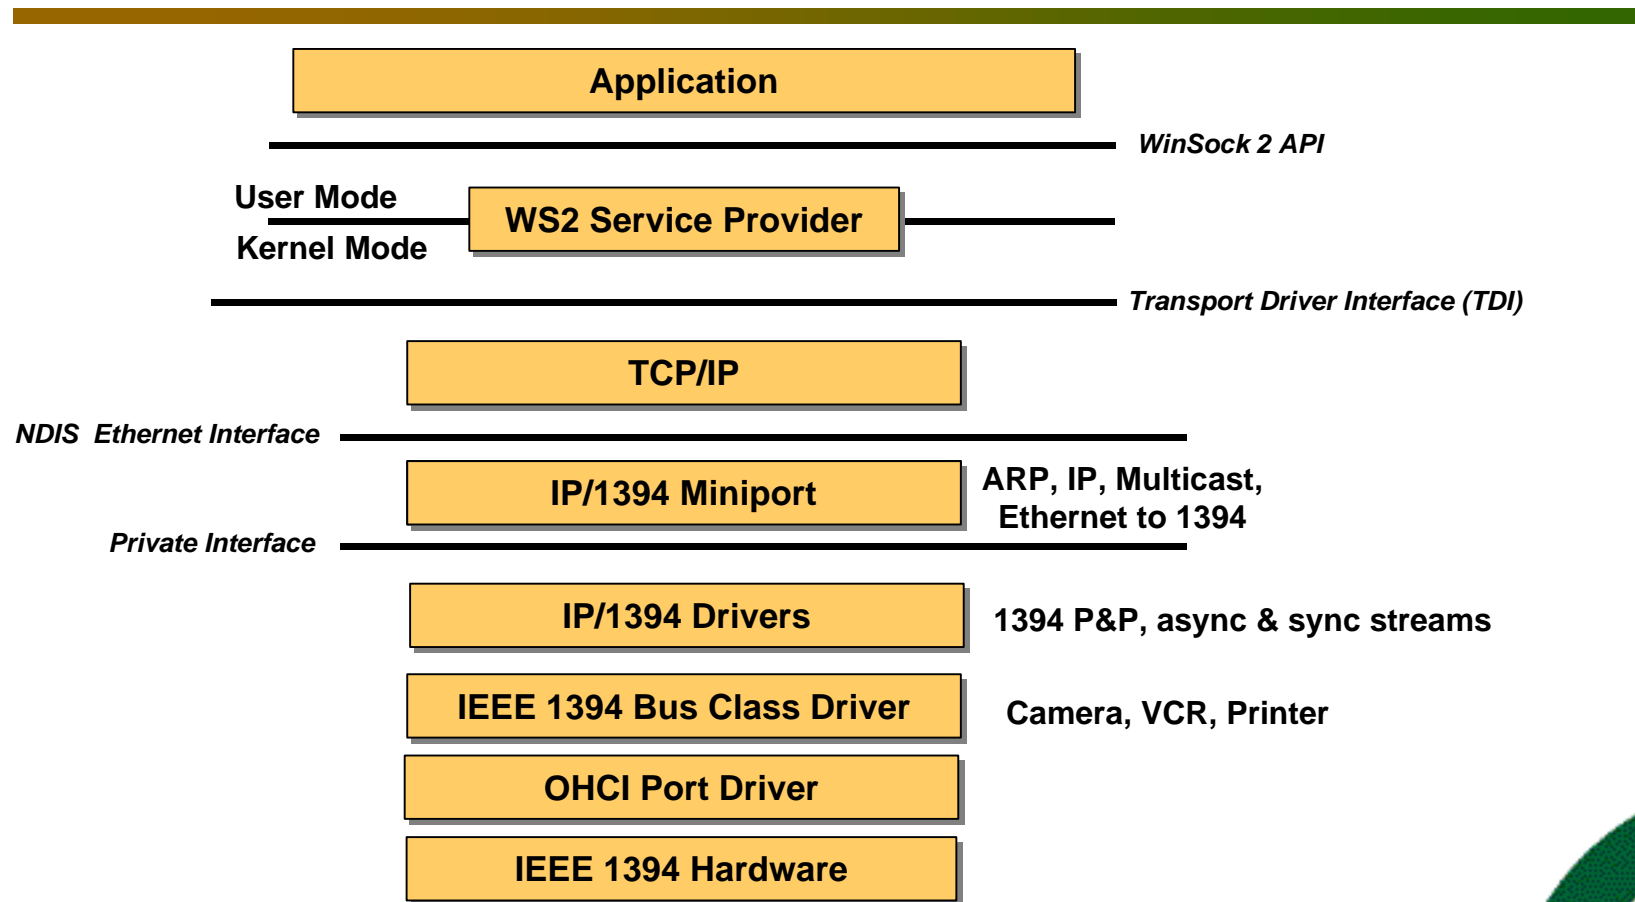 Application
WinSock 2 API
User Mode
WS2 Service Provider
Kernel Mode
Transport Driver Interface (TDI)
TCP/IP
NDIS Ethernet Interface
IP/1394 Miniport
ARP, IP, Multicast,
Ethernet to 1394
Private Interface
IP/1394 Drivers
1394 P&P, async & sync streams
IEEE 1394 Bus Class Driver
Camera, VCR, Printer
OHCI Port Driver
IEEE 1394 Hardware